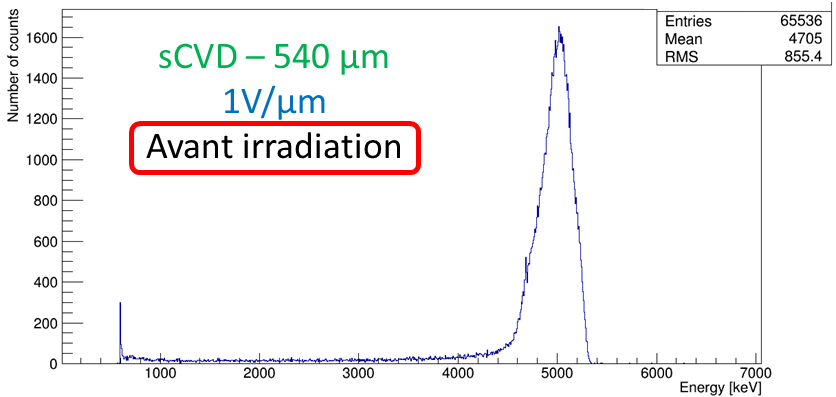 Number of counts
1600
1400
1200
1000
800
600
400
200
0
sCVD – 540 µm
1V/µm
Avant irradiation
Entries 65536
Mean 4705
RMS 855.4
1000 2000 3000 4000 5000 6000 7000
Energy [keV]